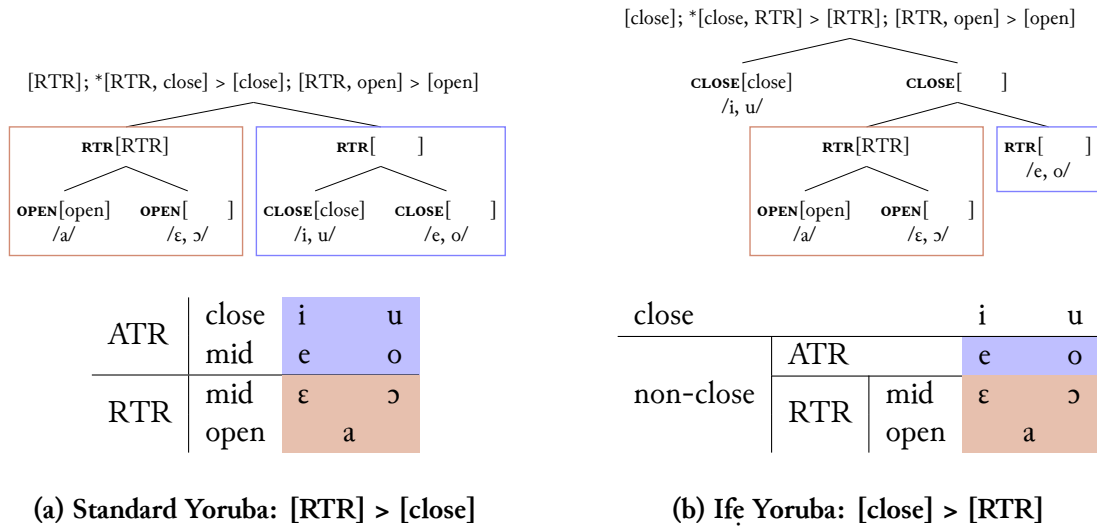 [RTR]; *[RTR, close] > [close]; [RTR, open] > [open]
RTR[RTR] RTR[ ]
OPEN[open] OPEN[ ] CLOSE[close] CLOSE[ ]
/a/ /ɛ, ɔ/ /i, u/ /e, o/
ATR close i u
mid e o
RTR mid ɛ ɔ
open a
(a) Standard Yoruba: [RTR] > [close]
[close]; *[close, RTR] > [RTR]; [RTR, open] > [open]
CLOSE[close] CLOSE[ ]
/i, u/
RTR[RTR] RTR[ ]
/e, o/
OPEN[open] OPEN[ ]
/a/ /ɛ, ɔ/
close i u
non-close ATR e o
RTR mid ɛ ɔ
open a
(b) Ifẹ Yoruba: [close] > [RTR]